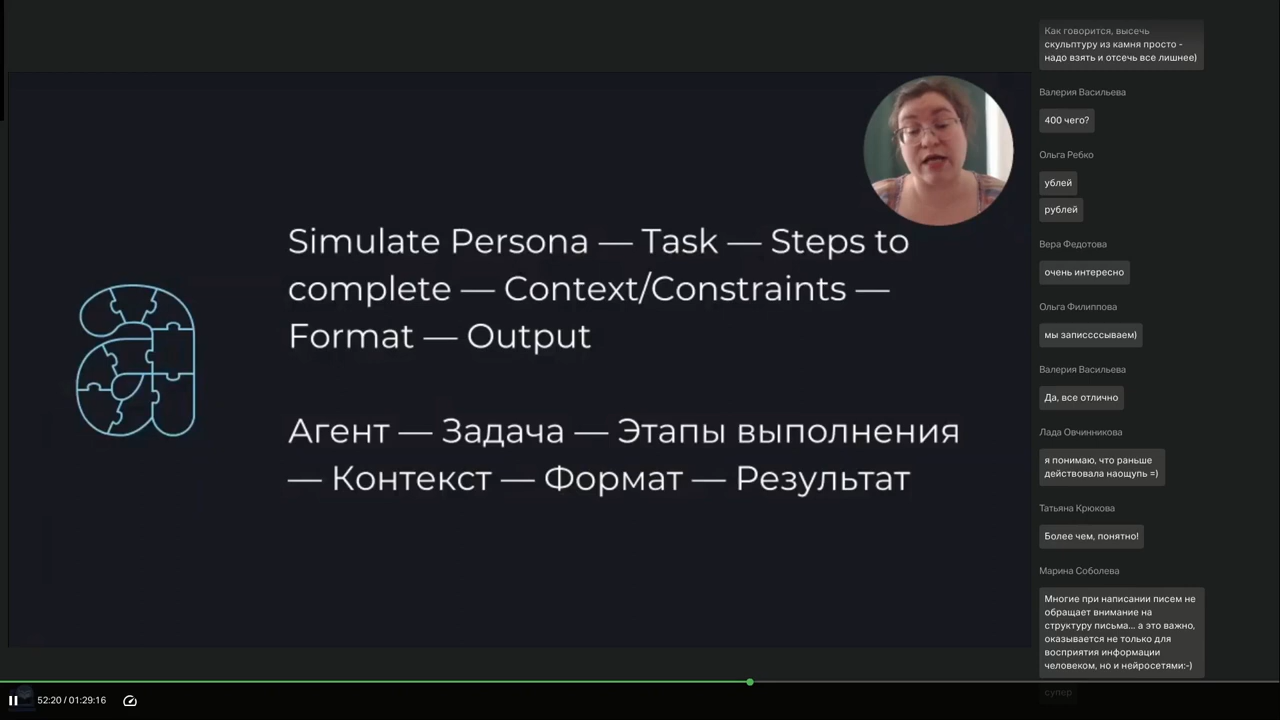 Simulate Persona — Task — Steps to
complete — Context/Constraints —
Format — Output
Агент — Задача — Этапы выполнения
— Контекст — Формат — Результат
Как говорится, высечь
скульптуру из камня просто -
надо взять и отсечь все лишнее)
Валерия Васильева
400 чего?
Ольга Ребко
ублей
рублей
Вера Федотова
очень интересно
Ольга Филиппова
мы записссываем)
Валерия Васильева
Да, все отлично
Лада Овчинникова
я понимаю, что раньше
действовала наощупь =)
Татьяна Крюкова
Более чем, понятно!
Марина Соболева
Многие при написании писем не
обращает внимание на
структуру письма... а это важно,
оказывается не только для
восприятия информации
человеком, но и нейросетями:-)
супер
52:20 / 01:29:16